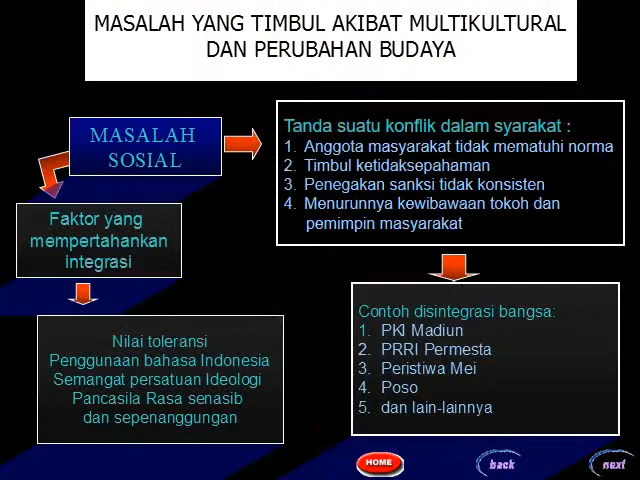 MASALAH YANG TIMBUL AKIBAT MULTIKULTURAL
DAN PERUBAHAN BUDAYA
MASALAH
SOSIAL
Tanda suatu konflik dalam syarakat :
1. Anggota masyarakat tidak mematuhi norma
2. Timbul ketidaksepahaman
3. Penegakan sanksi tidak konsisten
4. Menurunnya kewibawaan tokoh dan
pemimpin masyarakat
Faktor yang
mempertahankan
integrasi
Nilai toleransi
Penggunaan bahasa Indonesia
Semangat persatuan Ideologi
Pancasila Rasa senasib
dan sepenanggungan
Contoh disintegrasi bangsa:
1. PKI Madiun
2. PRRI Permesta
3. Peristiwa Mei
4. Poso
5. dan lain-lainnya
HOME
back
next